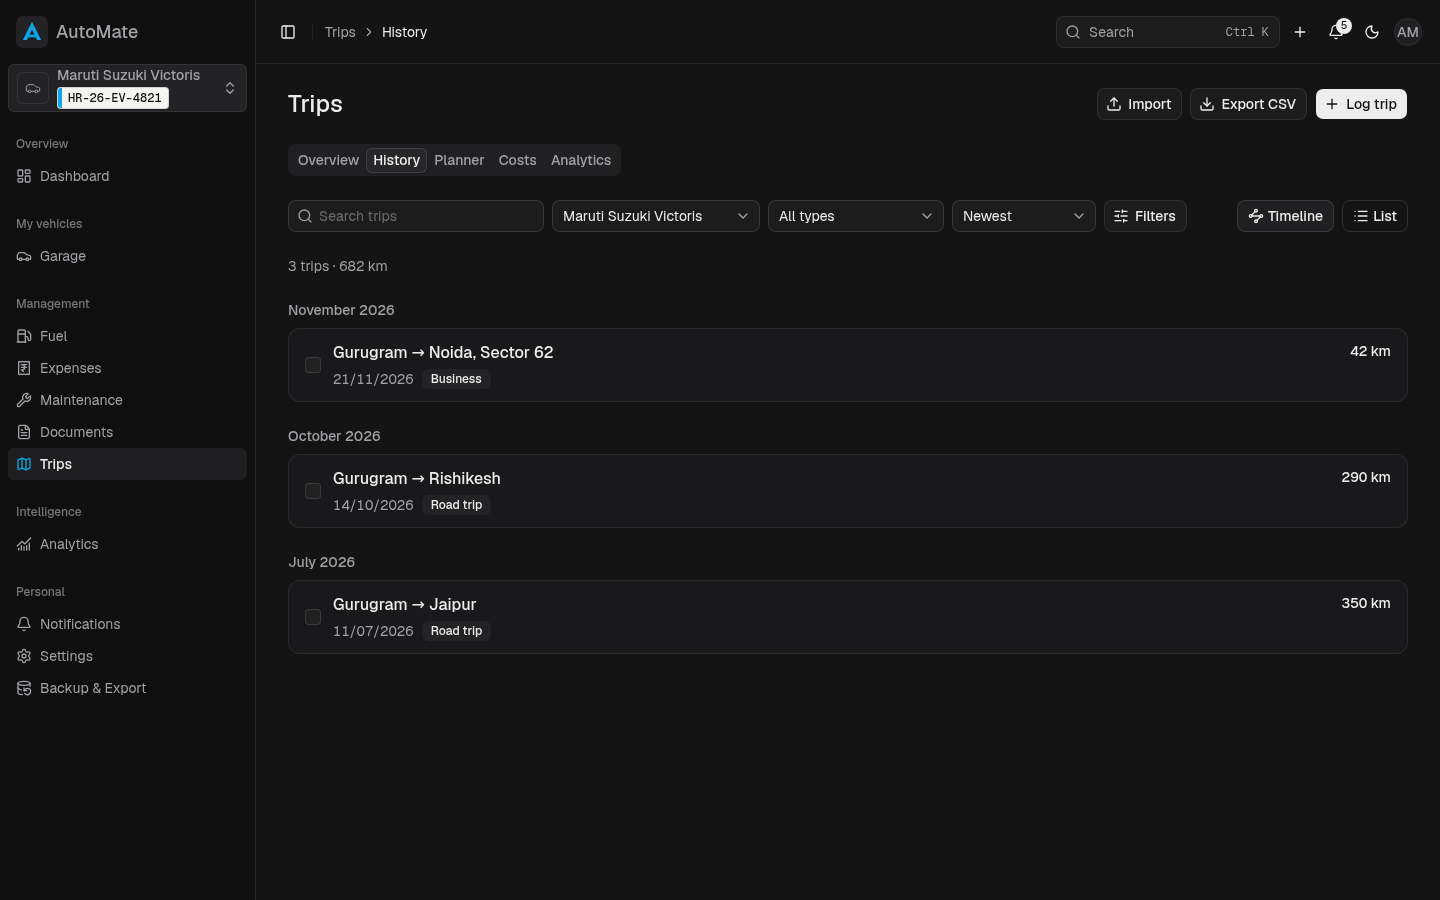 AutoMate
Maruti Suzuki Victoris
HR-26-EV-4821
Overview
Dashboard
My vehicles
Garage
Management
Fuel
Expenses
Maintenance
Documents
Trips
Intelligence
Analytics
Personal
Notifications
Settings
Backup & Export
Trips > History
Search Ctrl K
5
AM
Trips
Import
Export CSV
+ Log trip
Overview History Planner Costs Analytics
Search trips
Maruti Suzuki Victoris
All types
Newest
Filters
Timeline
List
3 trips · 682 km
November 2026
Gurugram → Noida, Sector 62
42 km
21/11/2026 Business
October 2026
Gurugram → Rishikesh
290 km
14/10/2026 Road trip
July 2026
Gurugram → Jaipur
350 km
11/07/2026 Road trip